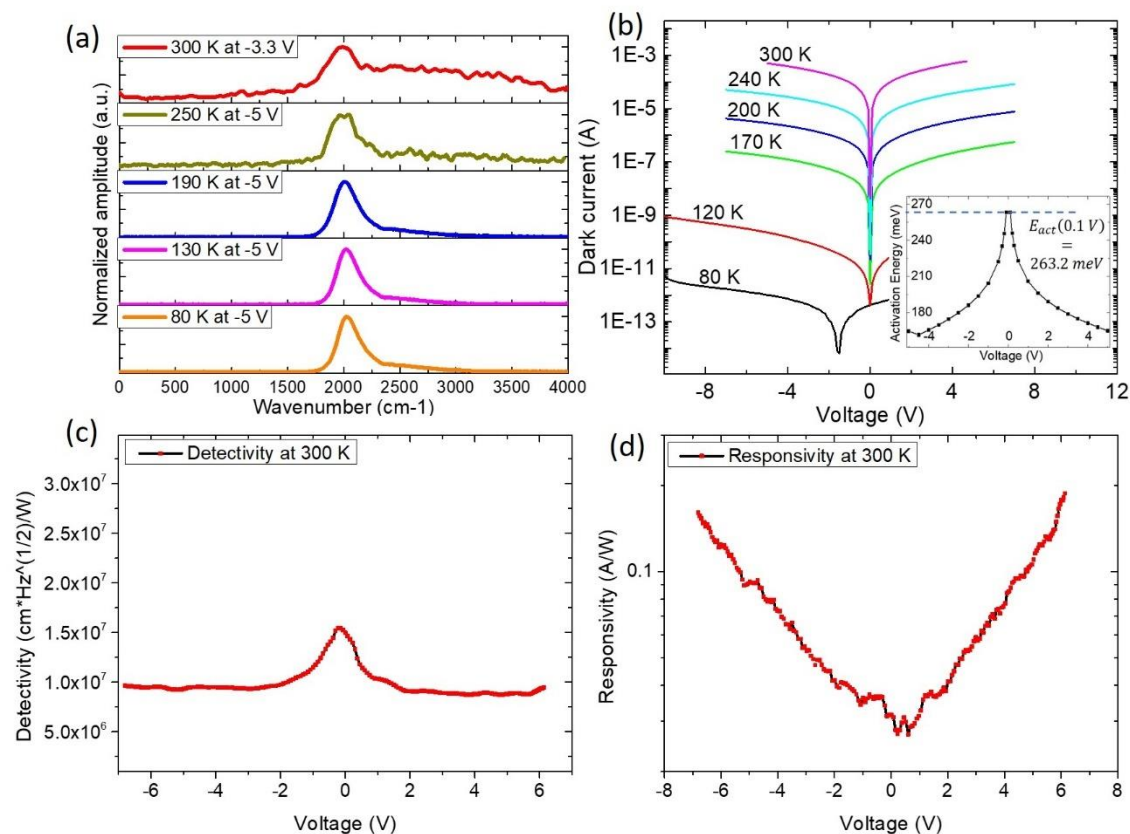 (a)
300 K at -3.3 V
250 K at -5 V
190 K at -5 V
130 K at -5 V
80 K at -5 V
Normalized amplitude (a.u.)
0 500 1000 1500 2000 2500 3000 3500 4000
Wavenumber (cm-1)
(b)
1E-3
1E-5
1E-7
1E-9
1E-11
1E-13
Dark current (A)
300 K
240 K
200 K
170 K
120 K
80 K
-8 -4 0 4 8 12
Voltage (V)
270
240
210
180
Activation Energy (meV)
E_act(0.1 V)
=
263.2 meV
-4 -2 0 2 4
Voltage (V)
(c)
Detectivity at 300 K
3.0x10^7
2.5x10^7
2.0x10^7
1.5x10^7
1.0x10^7
5.0x10^6
Detectivity (cm*Hz^(1/2)/W)
-6 -4 -2 0 2 4 6
Voltage (V)
(d)
Responsivity at 300 K
0.1
Responsivity (A/W)
-8 -6 -4 -2 0 2 4 6 8
Voltage (V)